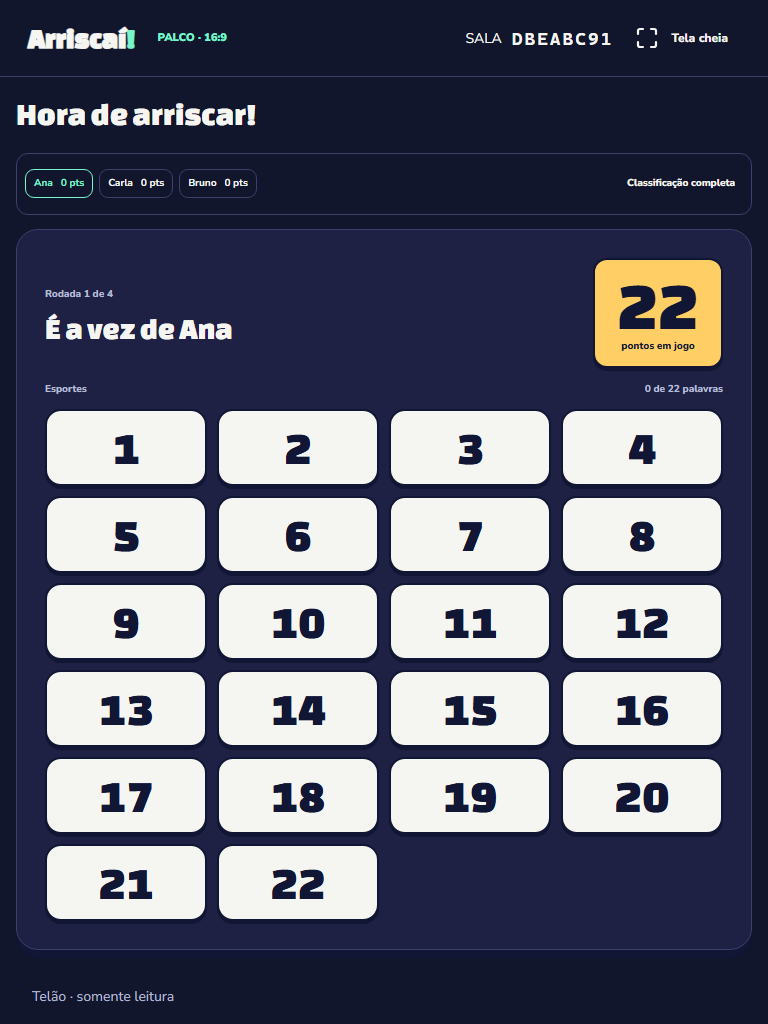 Arriscaí!
PALCO · 16:9
SALA DBEABC91
Tela cheia
Hora de arriscar!
Ana 0 pts
Carla 0 pts
Bruno 0 pts
Classificação completa
Rodada 1 de 4
É a vez de Ana
22
pontos em jogo
Esportes
0 de 22 palavras
1 2 3 4
5 6 7 8
9 10 11 12
13 14 15 16
17 18 19 20
21 22
Telão · somente leitura